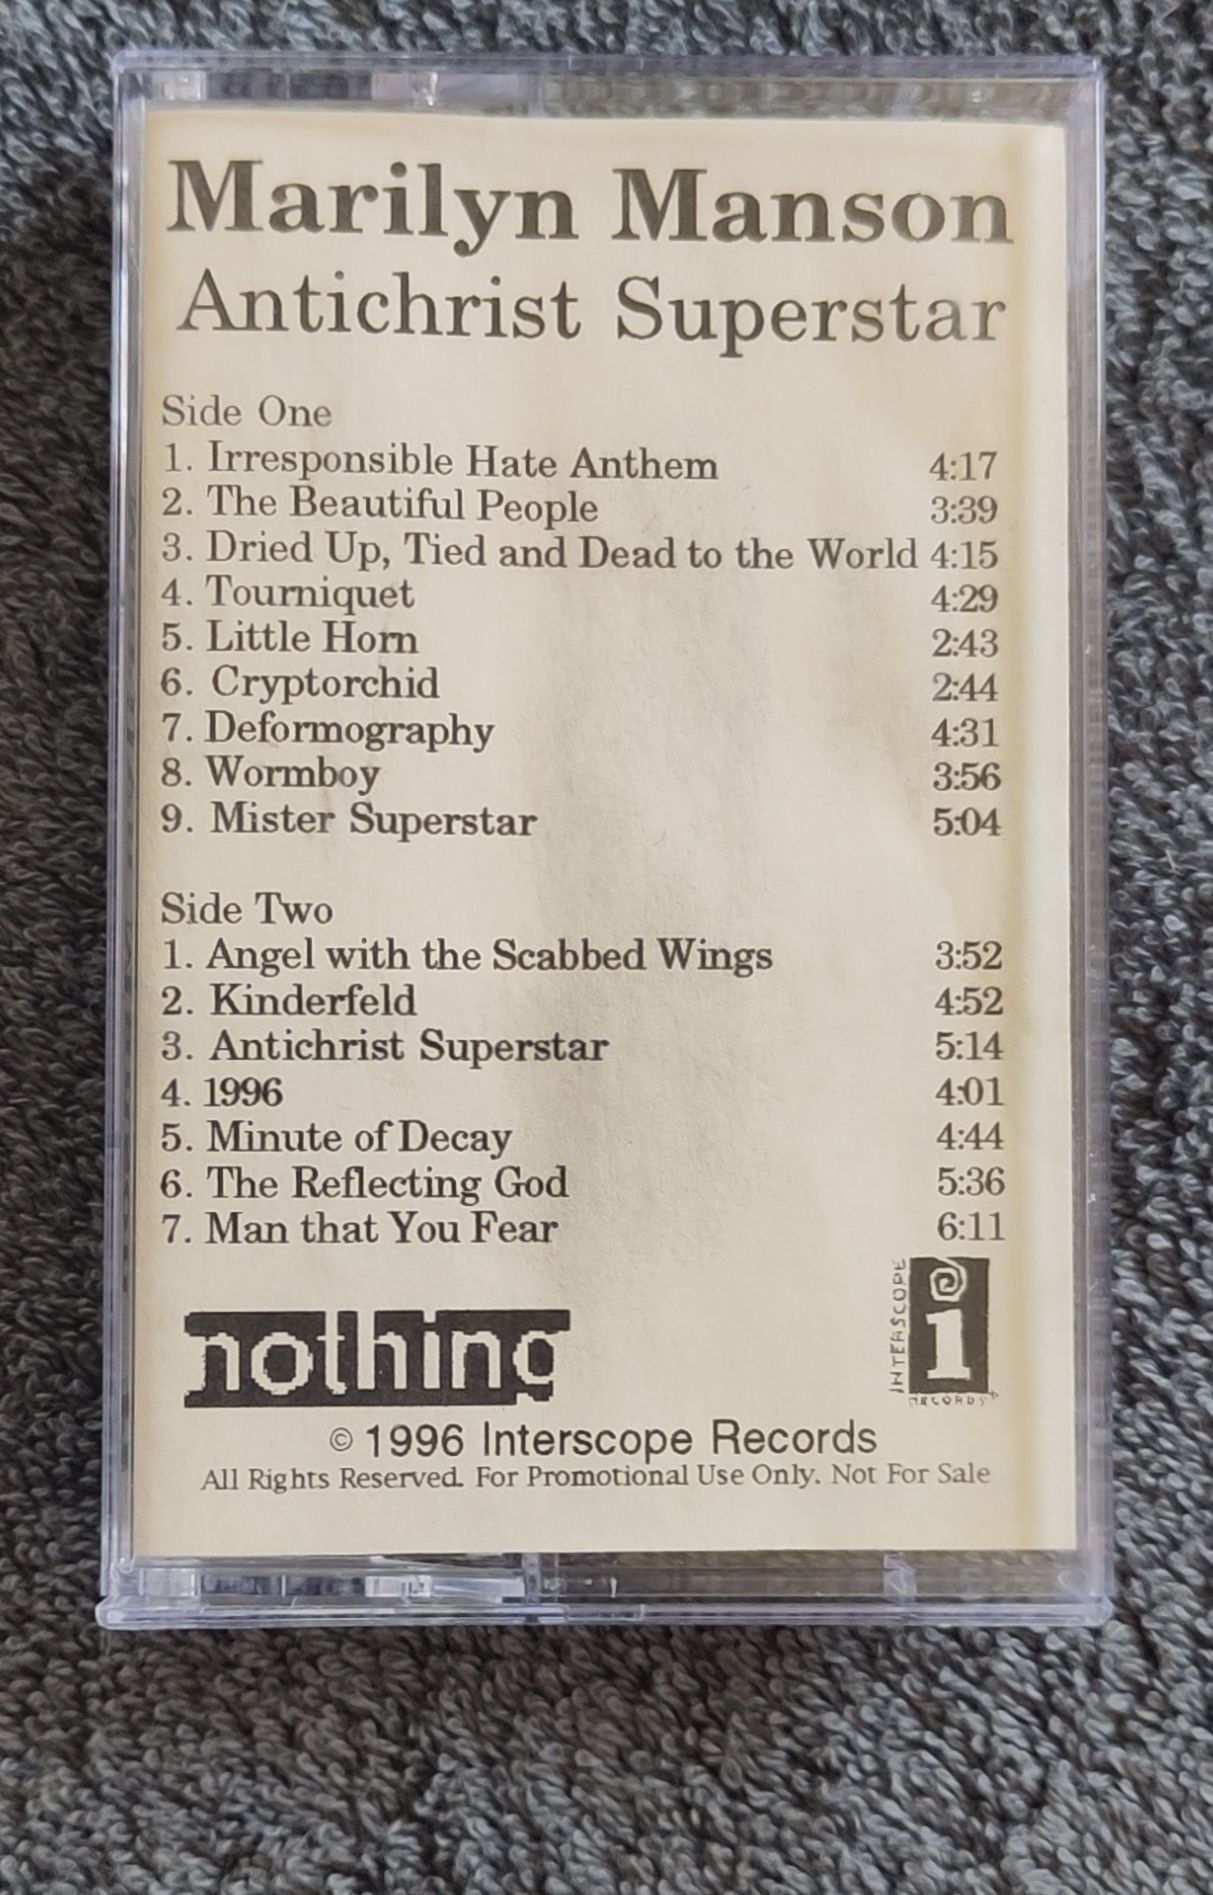 Marilyn Manson
Antichrist Superstar
Side One
1. Irresponsible Hate Anthem 4:17
2. The Beautiful People 3:39
3. Dried Up, Tied and Dead to the World 4:15
4. Tourniquet 4:29
5. Little Horn 2:43
6. Cryptorchid 2:44
7. Deformography 4:31
8. Wormboy 3:56
9. Mister Superstar 5:04
Side Two
1. Angel with the Scabbed Wings 3:52
2. Kinderfeld 4:52
3. Antichrist Superstar 5:14
4. 1996 4:01
5. Minute of Decay 4:44
6. The Reflecting God 5:36
7. Man that You Fear 6:11
nothing
INTERSCOPE
i
RECORDS
© 1996 Interscope Records
All Rights Reserved. For Promotional Use Only. Not For Sale